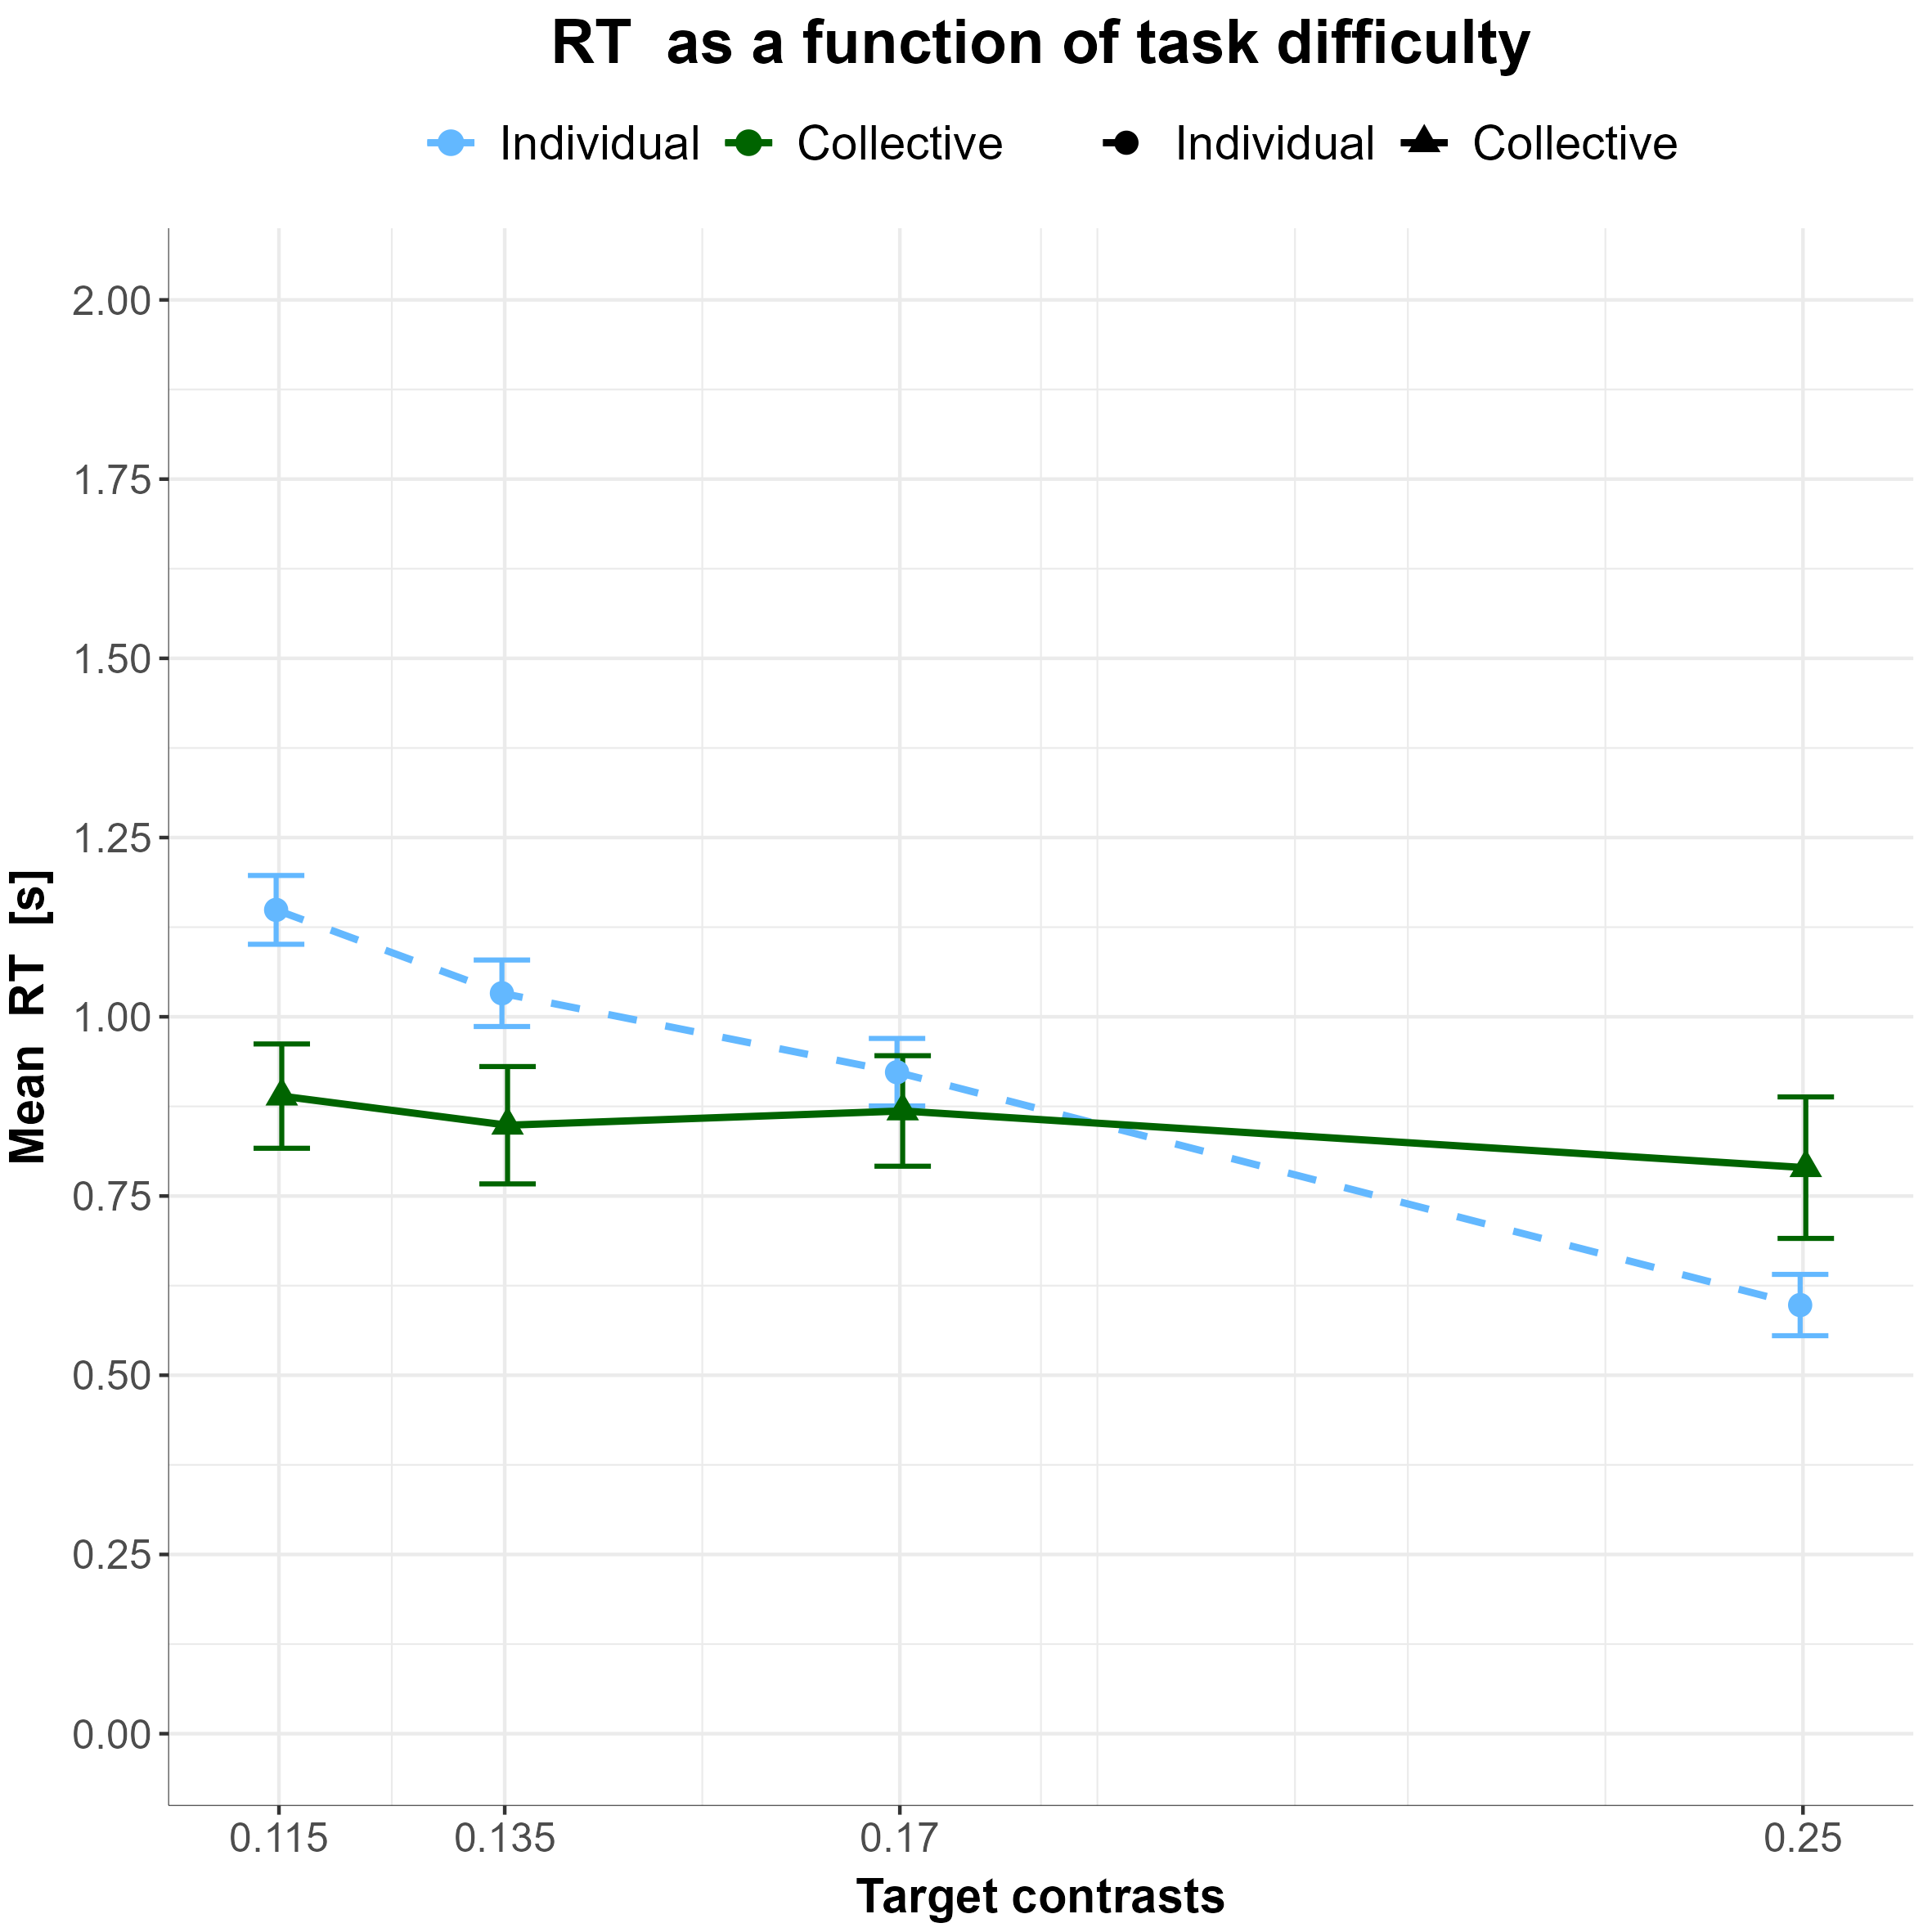 RT  as a function of task difficulty
Individual Collective Individual Collective
2.00
1.75
1.50
1.25
1.00
0.75
0.50
0.25
0.00
Mean  RT  [s]
0.115 0.135 0.17 0.25
Target contrasts